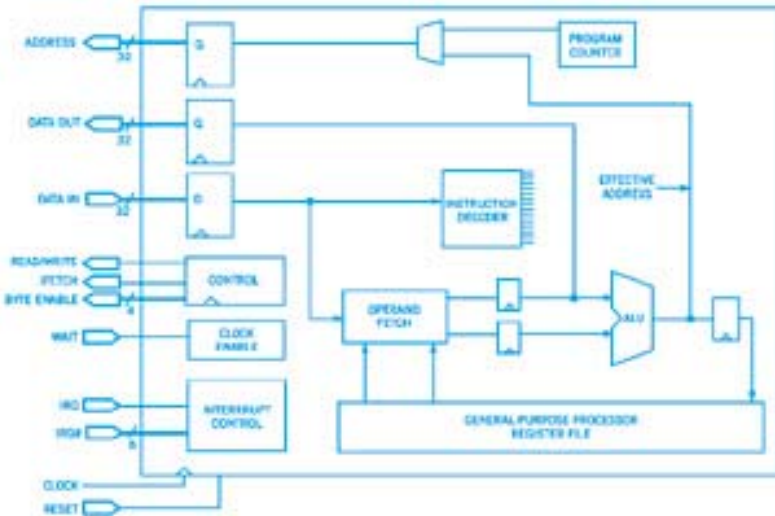 ADDRESS
32
Q
PROGRAM
COUNTER
DATA OUT
32
Q
DATA IN
32
INSTRUCTION
DECODER
EFFECTIVE
ADDRESS
READ/WRITE
IFETCH
BYTE ENABLE
4
CONTROL
OPERAND
FETCH
ALU
WAIT
CLOCK
ENABLE
IRQ
IRQ#
6
INTERRUPT
CONTROL
GENERAL-PURPOSE PROCESSOR
REGISTER FILE
CLOCK
RESET